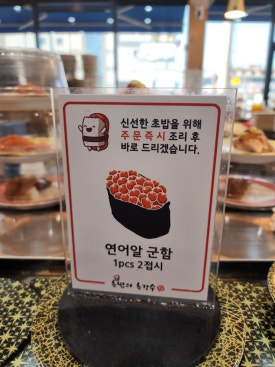 신선한 초밥을 위해
주문 즉시 조리 후
바로 드리겠습니다.
연어알 군함
1pcs 2접시